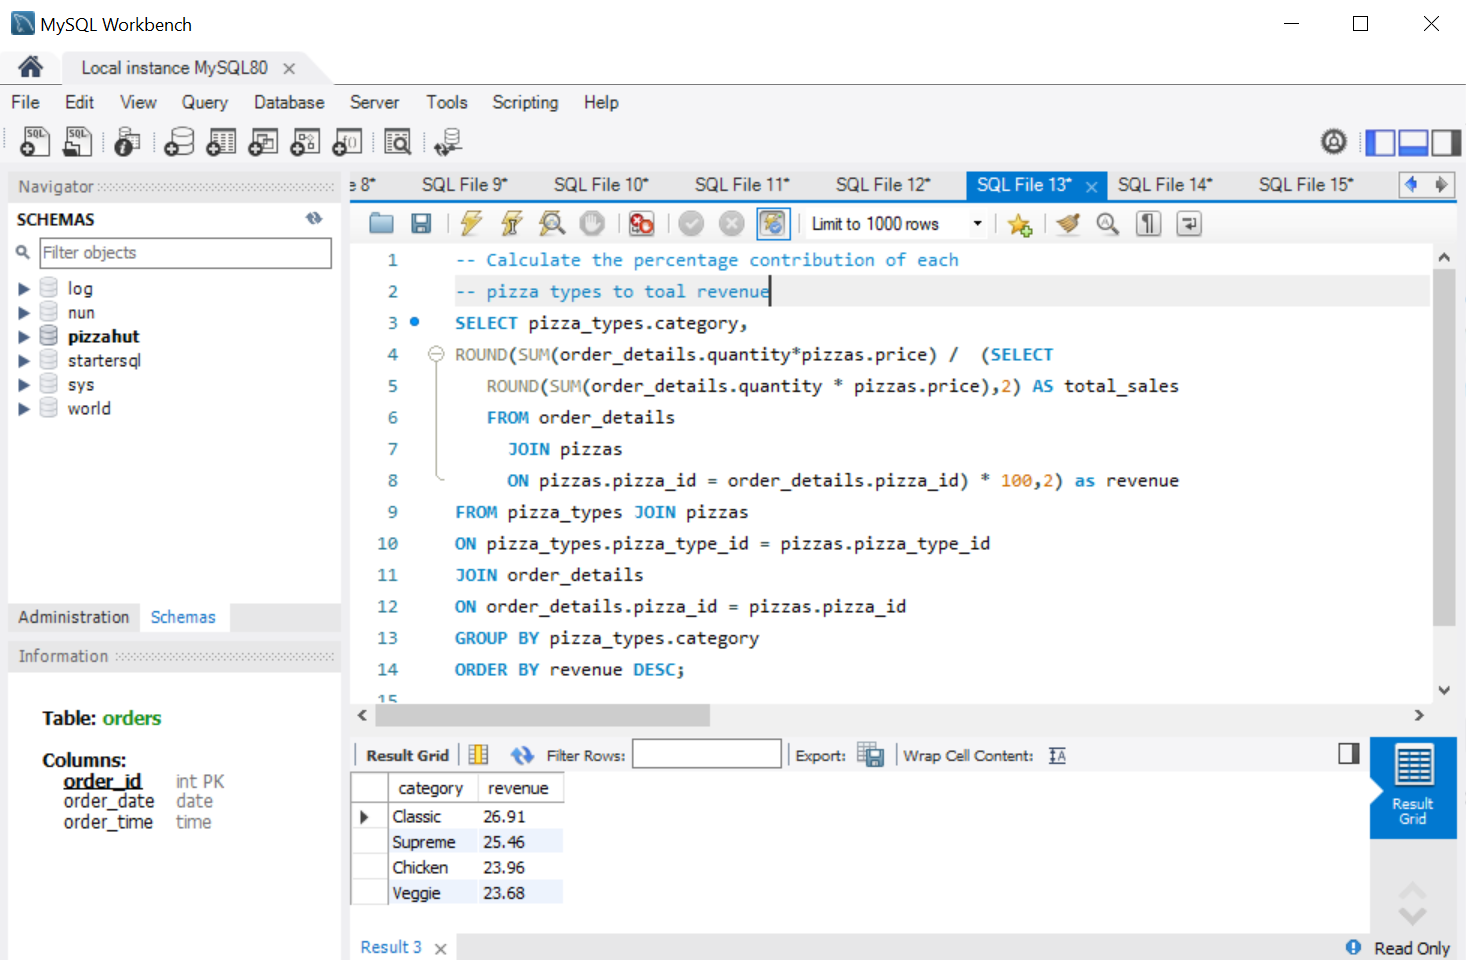 MySQL Workbench
Local instance MySQL80
File Edit View Query Database Server Tools Scripting Help
Navigator
SCHEMAS
Filter objects
log
nun
pizzahut
startersql
sys
world
Administration Schemas
Information
Table: orders
Columns:
order_id int PK
order_date date
order_time time
e 8* SQL File 9* SQL File 10* SQL File 11* SQL File 12* SQL File 13* SQL File 14* SQL File 15*
Limit to 1000 rows
1 -- Calculate the percentage contribution of each
2 -- pizza types to toal revenue
3 SELECT pizza_types.category,
4 ROUND(SUM(order_details.quantity*pizzas.price) / (SELECT
5 ROUND(SUM(order_details.quantity * pizzas.price),2) AS total_sales
6 FROM order_details
7 JOIN pizzas
8 ON pizzas.pizza_id = order_details.pizza_id) * 100,2) as revenue
9 FROM pizza_types JOIN pizzas
10 ON pizza_types.pizza_type_id = pizzas.pizza_type_id
11 JOIN order_details
12 ON order_details.pizza_id = pizzas.pizza_id
13 GROUP BY pizza_types.category
14 ORDER BY revenue DESC;
15
Result Grid Filter Rows: Export: Wrap Cell Content:
category revenue
Classic 26.91
Supreme 25.46
Chicken 23.96
Veggie 23.68
Result
Grid
Result 3
Read Only